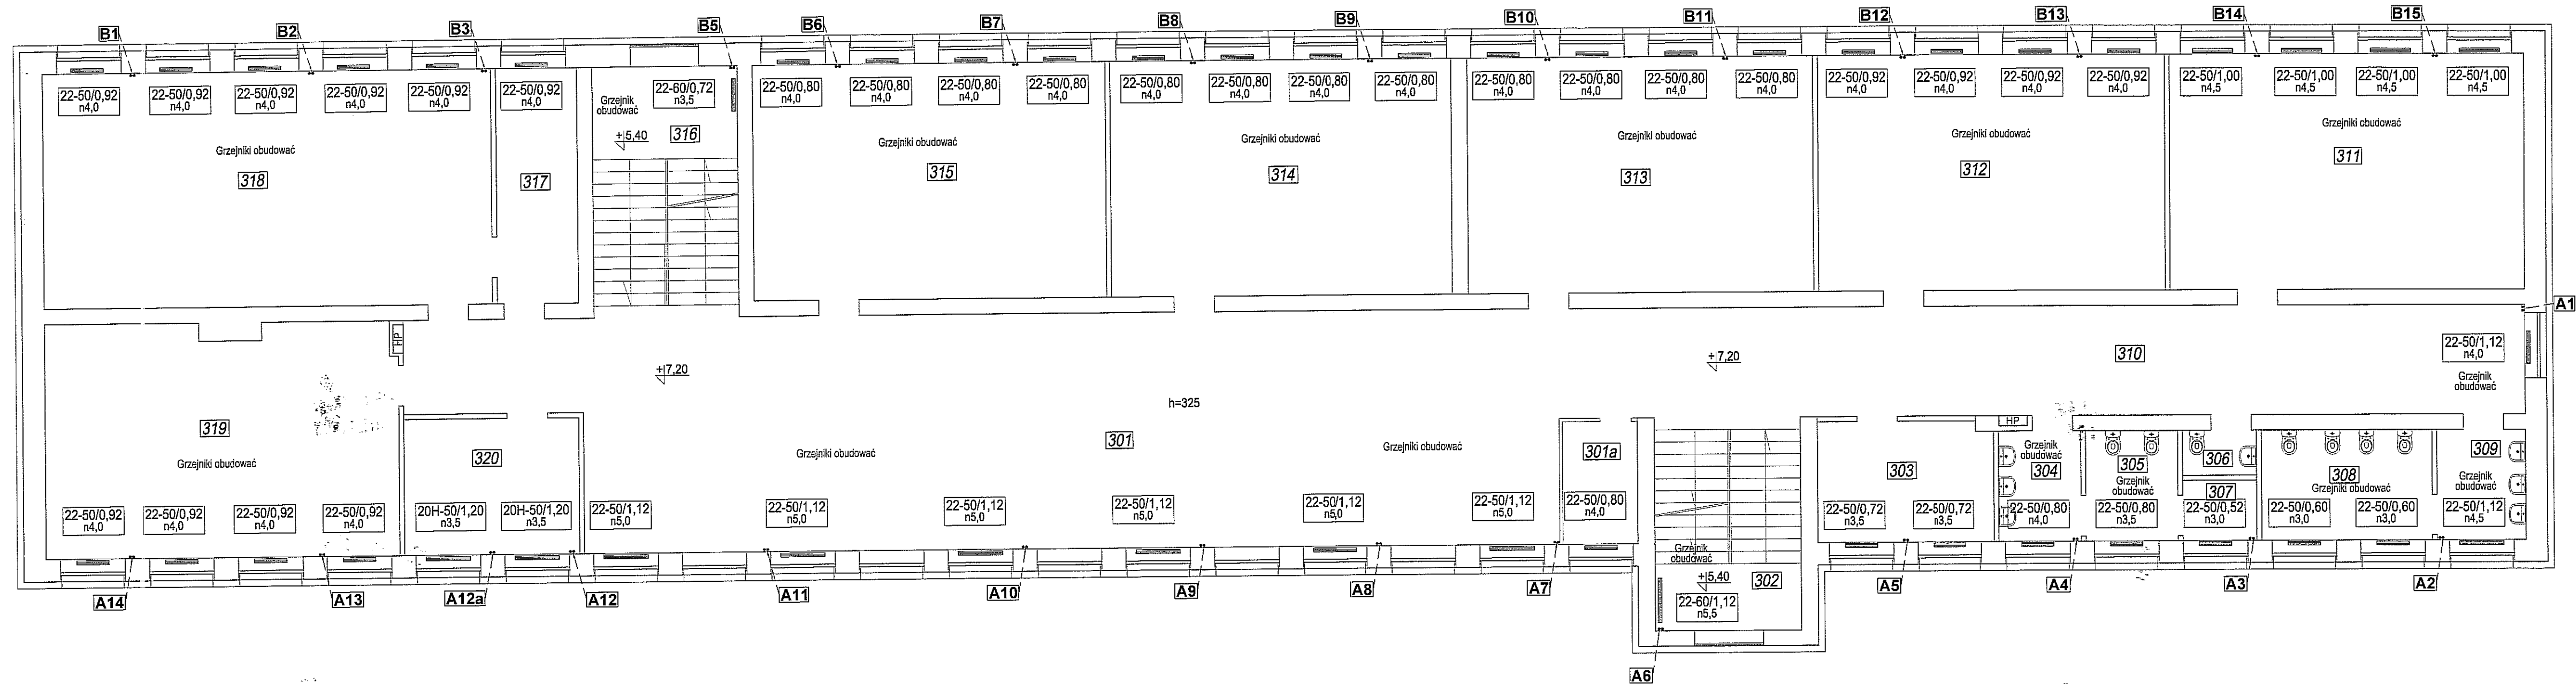 B1
B2
B3
B5
B6
B7
B8
B9
B10
B11
B12
B13
B14
B15
22-50/0,92
n4,0
22-50/0,92
n4,0
22-50/0,92
n4,0
22-50/0,92
n4,0
22-50/0,92
n4,0
22-50/0,92
n4,0
22-60/0,72
n3,5
22-50/0,80
n4,0
22-50/0,80
n4,0
22-50/0,80
n4,0
22-50/0,80
n4,0
22-50/0,80
n4,0
22-50/0,80
n4,0
22-50/0,80
n4,0
22-50/0,80
n4,0
22-50/0,80
n4,0
22-50/0,80
n4,0
22-50/0,80
n4,0
22-50/0,80
n4,0
22-50/0,92
n4,0
22-50/0,92
n4,0
22-50/0,92
n4,0
22-50/0,92
n4,0
22-50/1,00
n4,5
22-50/1,00
n4,5
22-50/1,00
n4,5
22-50/1,00
n4,5
Grzejnik
obudować
+5,40
316
Grzejniki obudować
318
317
Grzejniki obudować
315
Grzejniki obudować
314
Grzejniki obudować
313
Grzejniki obudować
312
Grzejniki obudować
311
A1
HP
+7,20
+7,20
310
22-50/1,12
n4,0
Grzejnik
obudować
h=325
319
Grzejniki obudować
320
Grzejniki obudować
301
Grzejniki obudować
301a
303
HP
Grzejnik
obudować
304
305
Grzejnik
obudować
306
307
308
Grzejniki obudować
309
Grzejnik
obudować
22-50/0,92
n4,0
22-50/0,92
n4,0
22-50/0,92
n4,0
22-50/0,92
n4,0
20H-50/1,20
n3,5
20H-50/1,20
n3,5
22-50/1,12
n5,0
22-50/1,12
n5,0
22-50/1,12
n5,0
22-50/1,12
n5,0
22-50/1,12
n5,0
22-50/1,12
n5,0
22-50/0,80
n4,0
22-50/0,72
n3,5
22-50/0,72
n3,5
22-50/0,80
n4,0
22-50/0,80
n3,5
22-50/0,52
n3,0
22-50/0,60
n3,0
22-50/0,60
n3,0
22-50/1,12
n4,5
Grzejnik
obudować
+5,40
302
22-60/1,12
n5,5
A14
A13
A12a
A12
A11
A10
A9
A8
A7
A6
A5
A4
A3
A2